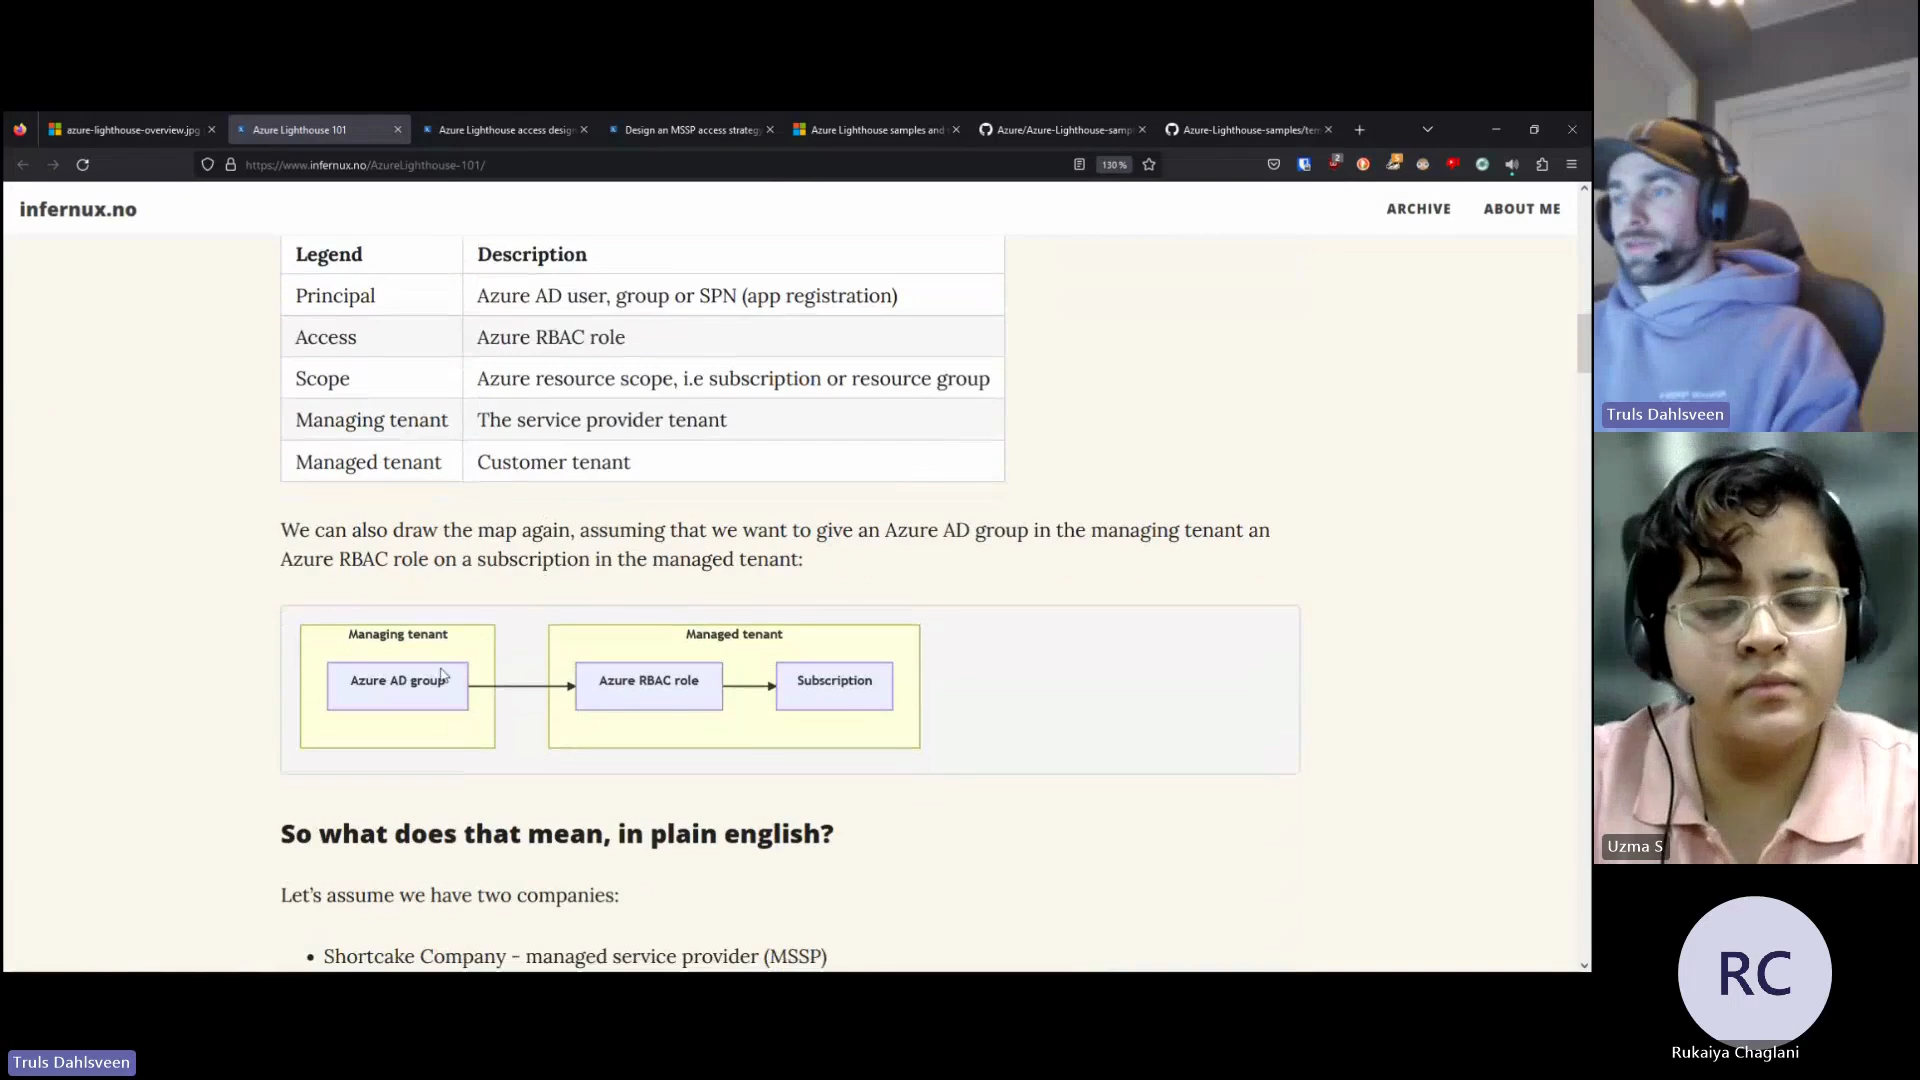 azure-lighthouse-overview.jpg
Azure Lighthouse 101
Azure Lighthouse access design
Design an MSSP access strategy
Azure Lighthouse samples and
Azure/Azure-Lighthouse-samp
Azure-Lighthouse-samples/tem
https://www.infernux.no/AzureLighthouse-101/
130%
2
5
infernux.no
ARCHIVE
ABOUT ME
Legend Description
Principal Azure AD user, group or SPN (app registration)
Access Azure RBAC role
Scope Azure resource scope, i.e subscription or resource group
Managing tenant The service provider tenant
Managed tenant Customer tenant
We can also draw the map again, assuming that we want to give an Azure AD group in the managing tenant an
Azure RBAC role on a subscription in the managed tenant:
Managing tenant
Managed tenant
Azure AD group
Azure RBAC role
Subscription
So what does that mean, in plain english?
Let's assume we have two companies:
• Shortcake Company - managed service provider (MSSP)
Truls Dahlsveen
Uzma S
RC
Rukaiya Chaglani
Truls Dahlsveen